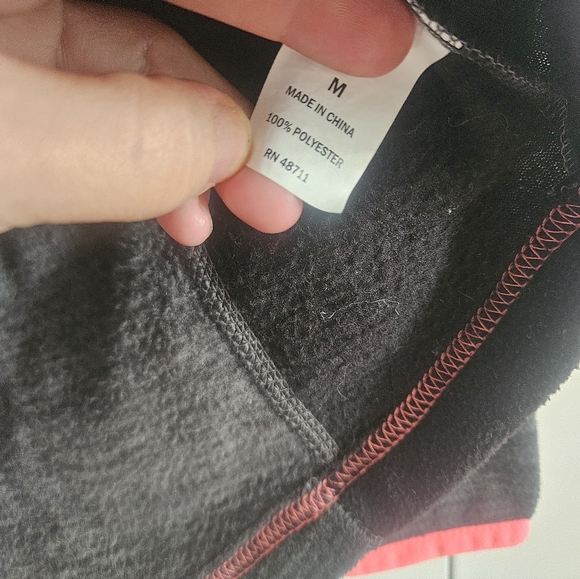 M
MADE IN CHINA
100% POLYESTER
RN 48711